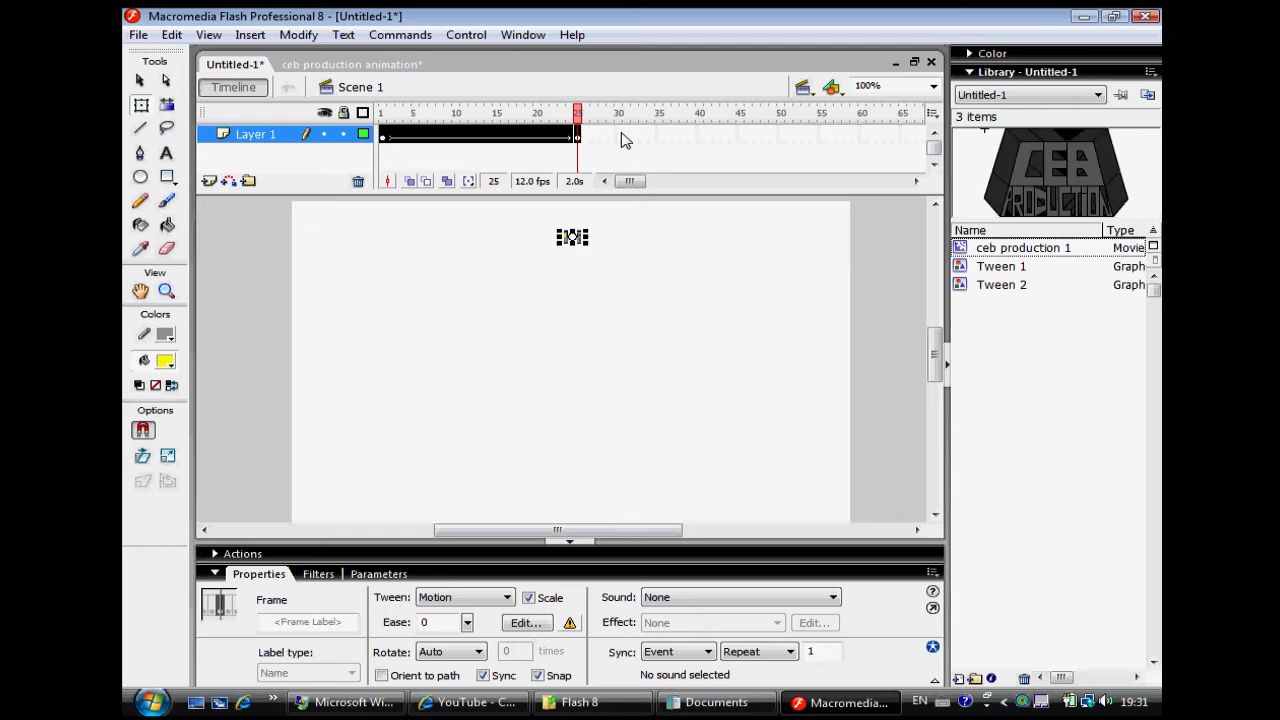 Macromedia Flash Professional 8 - [Untitled-1*]
File Edit View Insert Modify Text Commands Control Window Help
Tools
Untitled-1* ceb production animation*
Timeline Scene 1 100%
1 5 10 15 20 25 30 35 40 45 50 55 60 65
Layer 1
25 12.0 fps 2.0s
View
Colors
Options
Color
Library - Untitled-1
Untitled-1
3 items
CEB
PRODUCTION
Name Type
ceb production 1 Movie
Tween 1 Graph
Tween 2 Graph
Actions
Properties Filters Parameters
Frame
<Frame Label>
Label type:
Name
Tween: Motion Scale
Ease: 0 Edit...
Rotate: Auto 0 times
Orient to path Sync Snap
Sound: None
Effect: None Edit...
Sync: Event Repeat 1
No sound selected
Microsoft Wi... YouTube - C... Flash 8 Documents Macromedia... EN 19:31